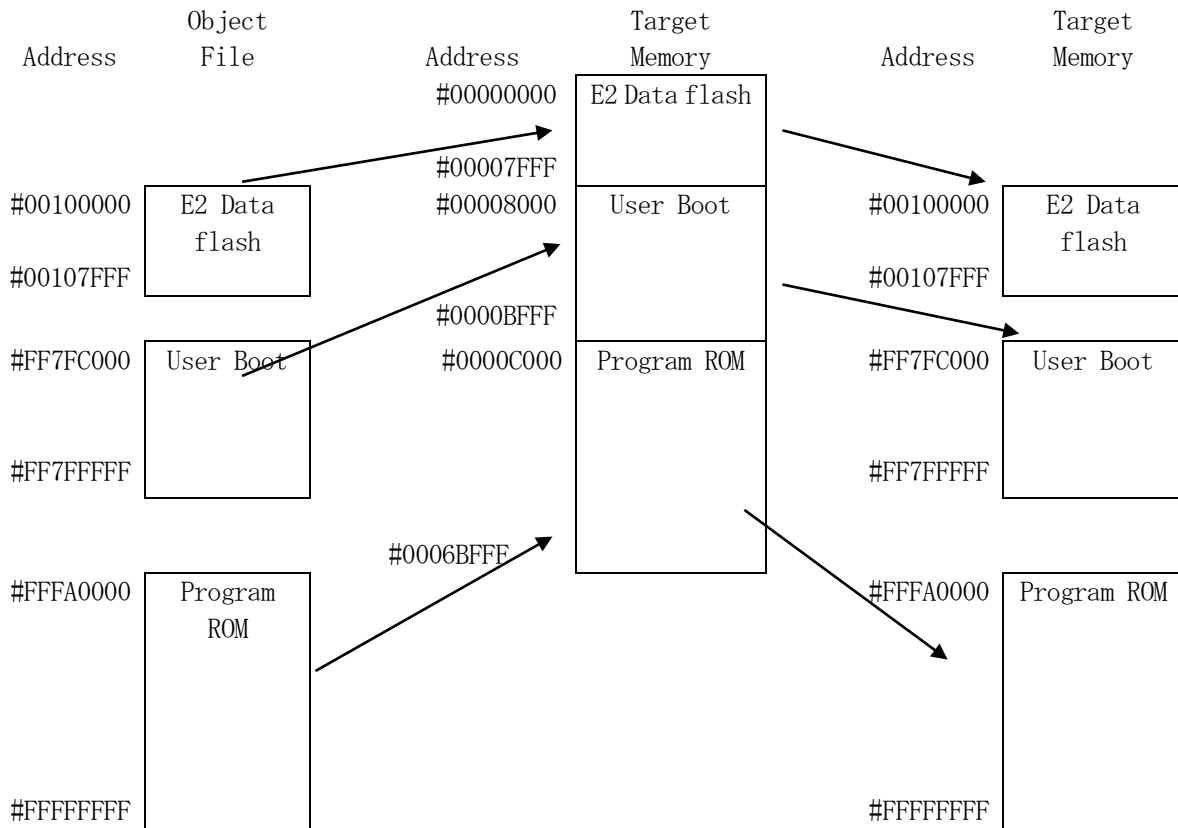 Object Target Target
Address File Address Memory Address Memory
#00000000 E2 Data flash
#00007FFF
#00100000 E2 Data #00008000 User Boot #00100000 E2 Data
flash flash
#00107FFF #00107FFF
#0000BFFF
#FF7FC000 User Boot #0000C000 Program ROM #FF7FC000 User Boot
#FF7FFFFF #FF7FFFFF
#0006BFFF
#FFFA0000 Program #FFFA0000 Program ROM
ROM
#FFFFFFFF #FFFFFFFF